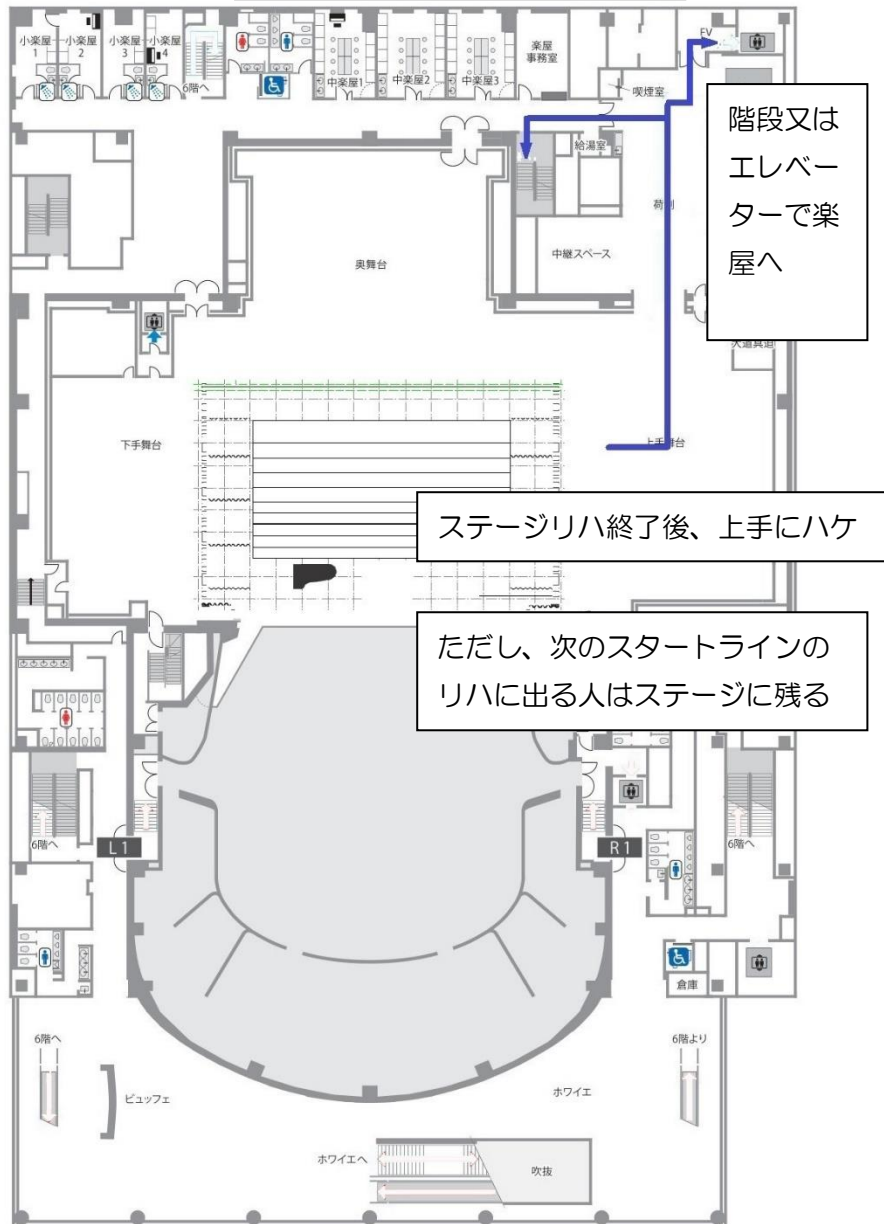 小楽屋
1
小楽屋
2
小楽屋
3
小楽屋
4
6階へ
中楽屋1
中楽屋2
中楽屋3
楽屋
事務室
EV
喫煙室
給湯室
階段又は
エレベー
ターで楽
屋へ
中継スペース
奥舞台
大道具道
下手舞台
上手舞台
ステージリハ終了後、上手にハケ
ただし、次のスタートラインの
リハに出る人はステージに残る
6階へ
L1
R1
6階へ
倉庫
6階へ
6階より
ビュッフェ
ホワイエ
ホワイエへ
吹抜